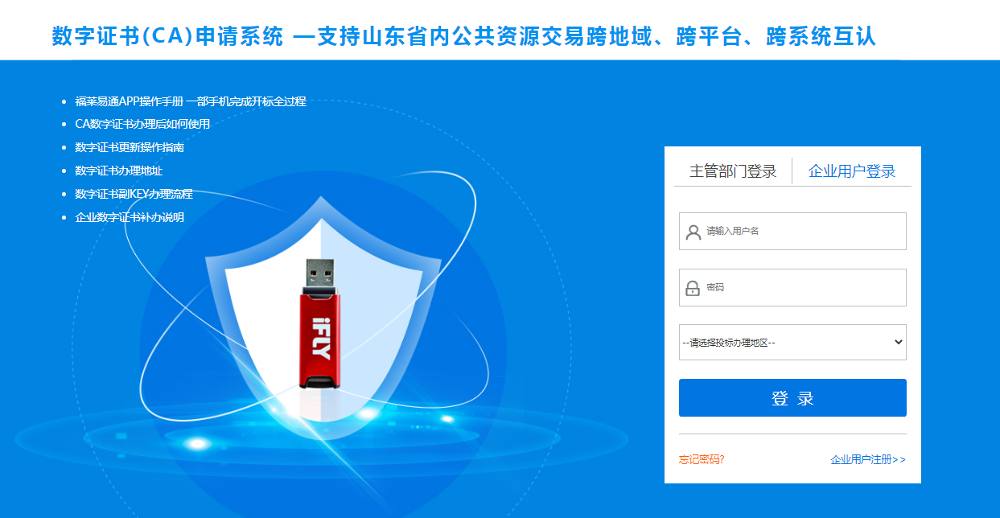 数字证书(CA)申请系统 —支持山东省内公共资源交易跨地域、跨平台、跨系统互认
福莱易通APP操作手册 一部手机完成开标全过程
CA数字证书办理后如何使用
数字证书更新操作指南
数字证书办理地址
数字证书副KEY办理流程
企业数字证书补办说明
iFLY
主管部门登录
企业用户登录
请输入用户名
密码
--请选择投标办理地区--
登 录
忘记密码?
企业用户注册>>